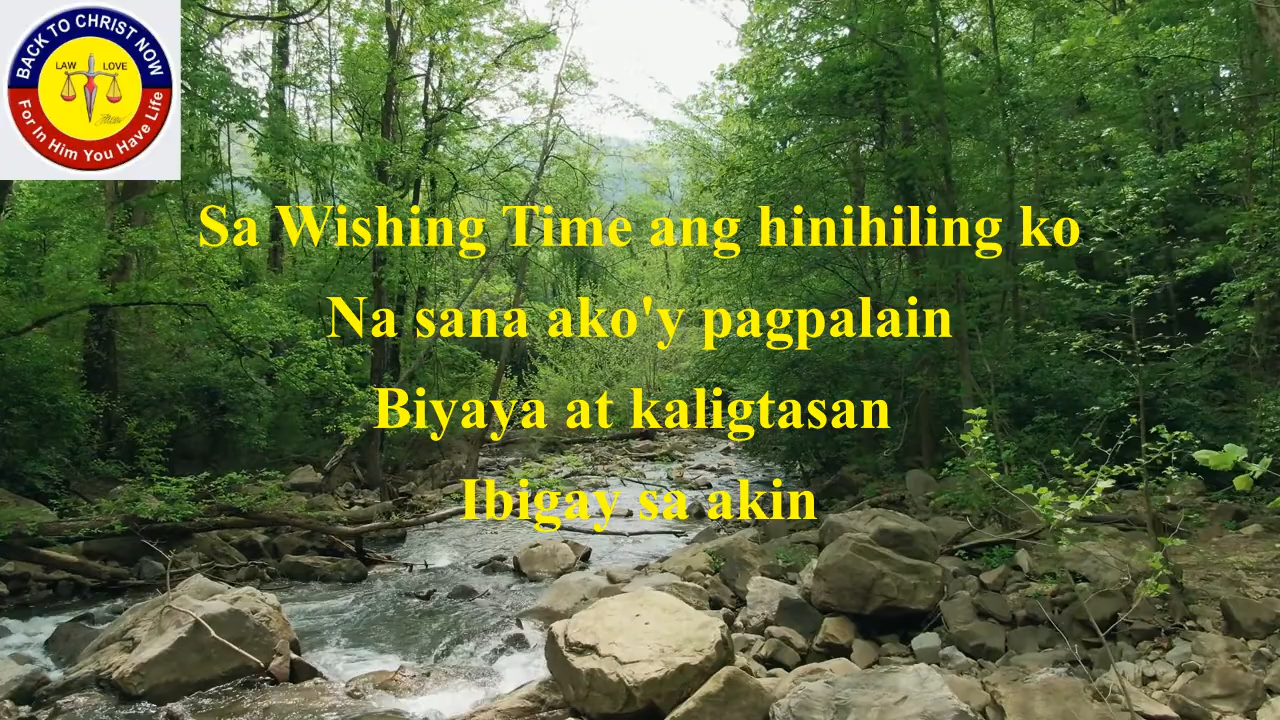 BACK TO CHRIST NOW
LAW LOVE
For In Him You Have Life
Sa Wishing Time ang hinihiling ko
Na sana ako'y pagpalain
Biyaya at kaligtasan
Ibigay sa akin